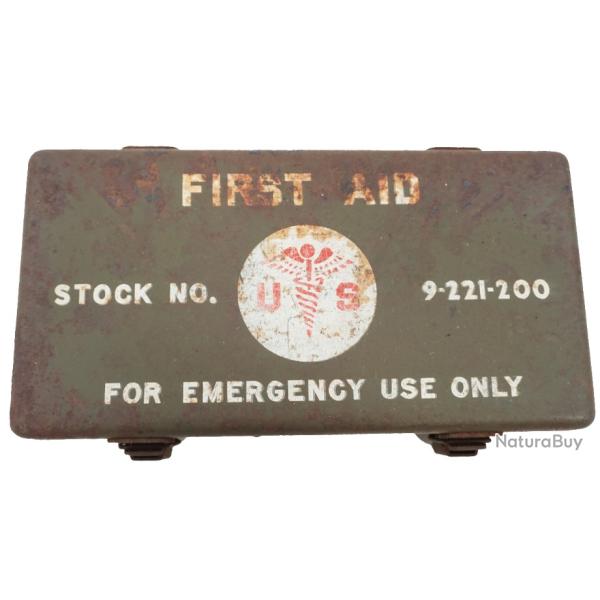 FIRST AID
STOCK NO. U S 9-221-200
FOR EMERGENCY USE ONLY
NaturaBuy